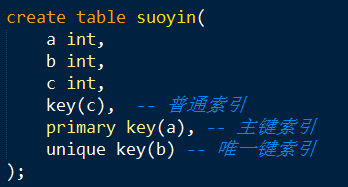 create table suoyin(
    a int,
    b int,
    c int,
    key(c),  -- 普通索引
    primary key(a), -- 主键索引
    unique key(b) -- 唯一键索引
);